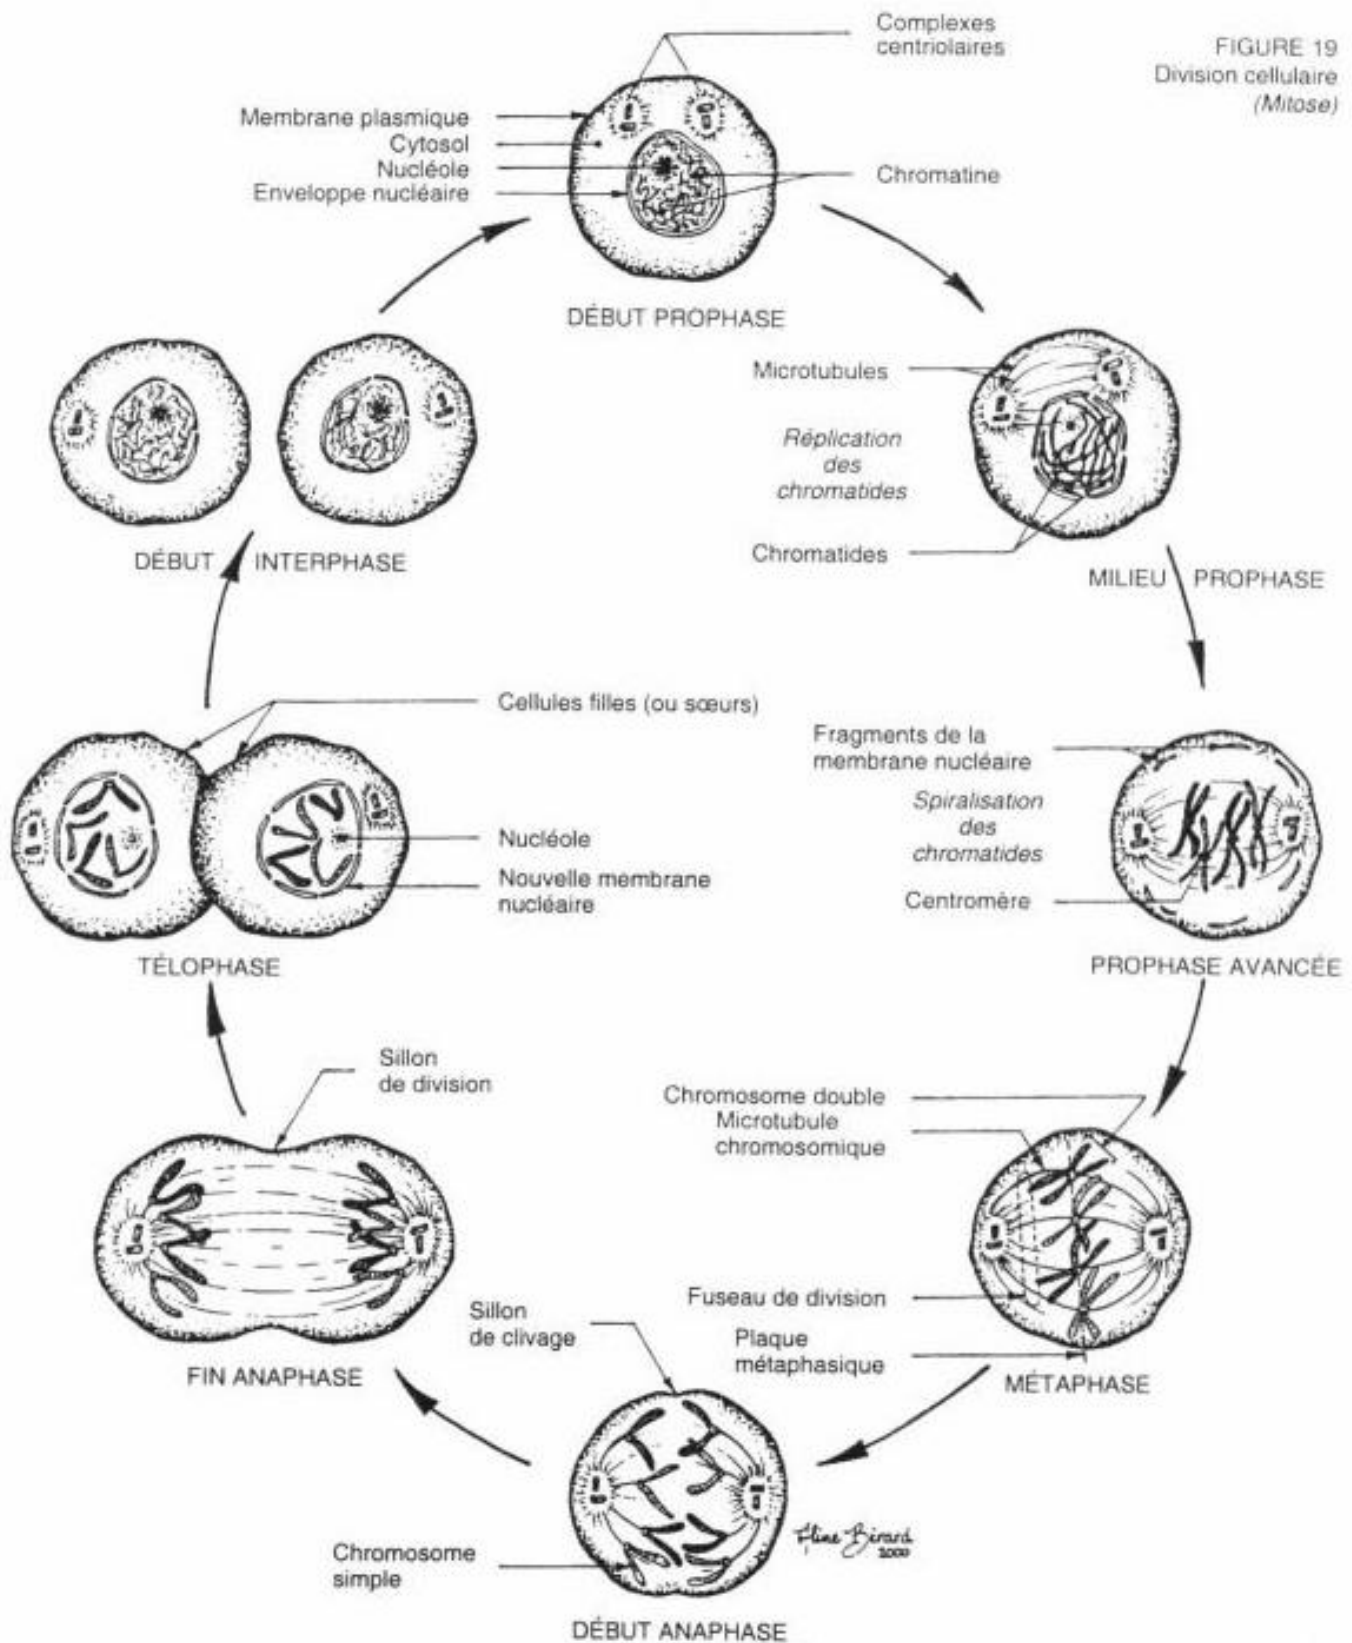 Complexes
centriolaires
FIGURE 19
Division cellulaire
(Mitose)
Membrane plasmique
Cytosol
Nucléole
Enveloppe nucléaire
Chromatine
DÉBUT PROPHASE
Microtubules
Réplication
des
chromatides
Chromatides
MILIEU PROPHASE
DÉBUT INTERPHASE
Cellules filles (ou sœurs)
Nucléole
Nouvelle membrane
nucléaire
TÉLOPHASE
Fragments de la
membrane nucléaire
Spiralisation
des
chromatides
Centromère
PROPHASE AVANCÉE
Sillon
de division
FIN ANAPHASE
Chromosome double
Microtubule
chromosomique
Fuseau de division
Plaque
métaphasique
MÉTAPHASE
Sillon
de clivage
Chromosome
simple
DÉBUT ANAPHASE
Bérard
2000